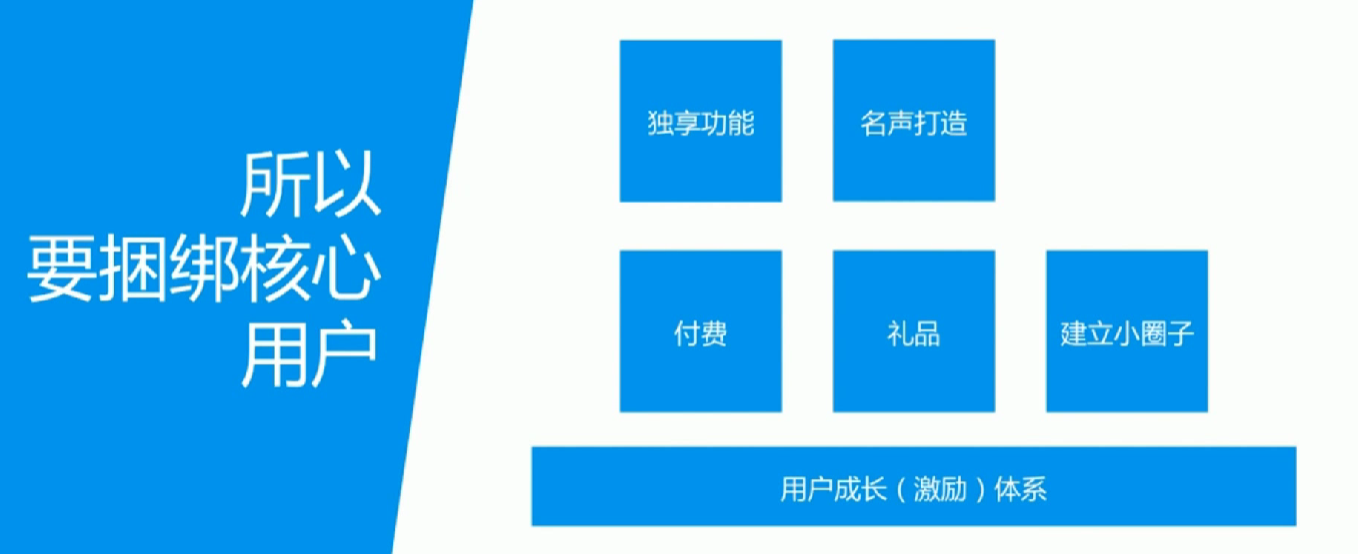 所以
要捆绑核心
用户
独享功能
名声打造
付费
礼品
建立小圈子
用户成长（激励）体系